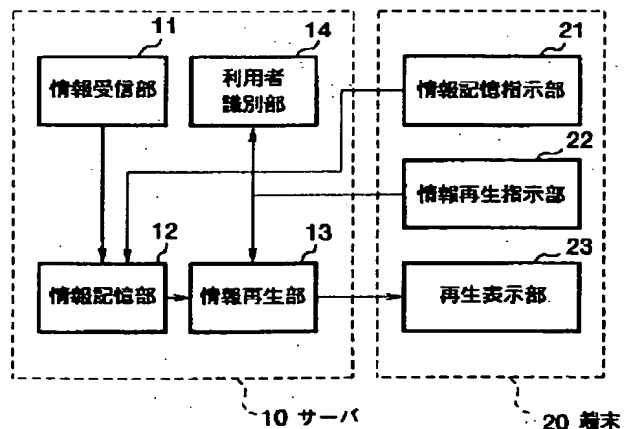 11
情報受信部
14
利用者
識別部
21
情報記憶指示部
22
情報再生指示部
12
情報記憶部
13
情報再生部
23
再生表示部
10 サーバ
20 端末